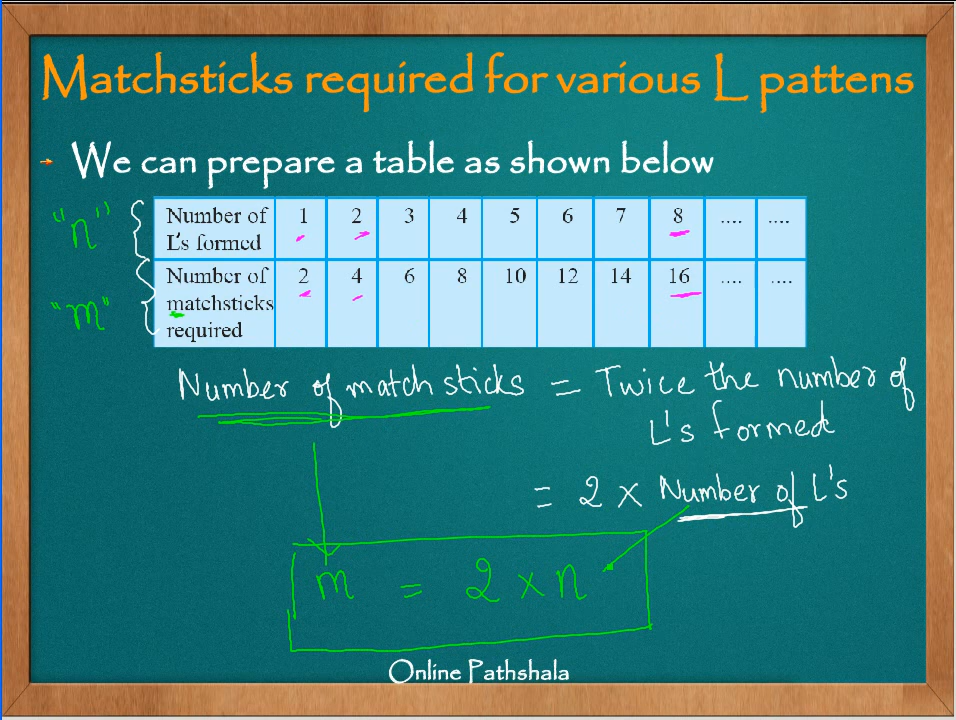 Matchsticks required for various L pattens
We can prepare a table as shown below
"n" Number of L's formed 1 2 3 4 5 6 7 8 .... ....
"m" Number of matchsticks required 2 4 6 8 10 12 14 16 .... ....
Number of match sticks = Twice the number of
L's formed
= 2 × Number of L's
m = 2 × n
Online Pathshala